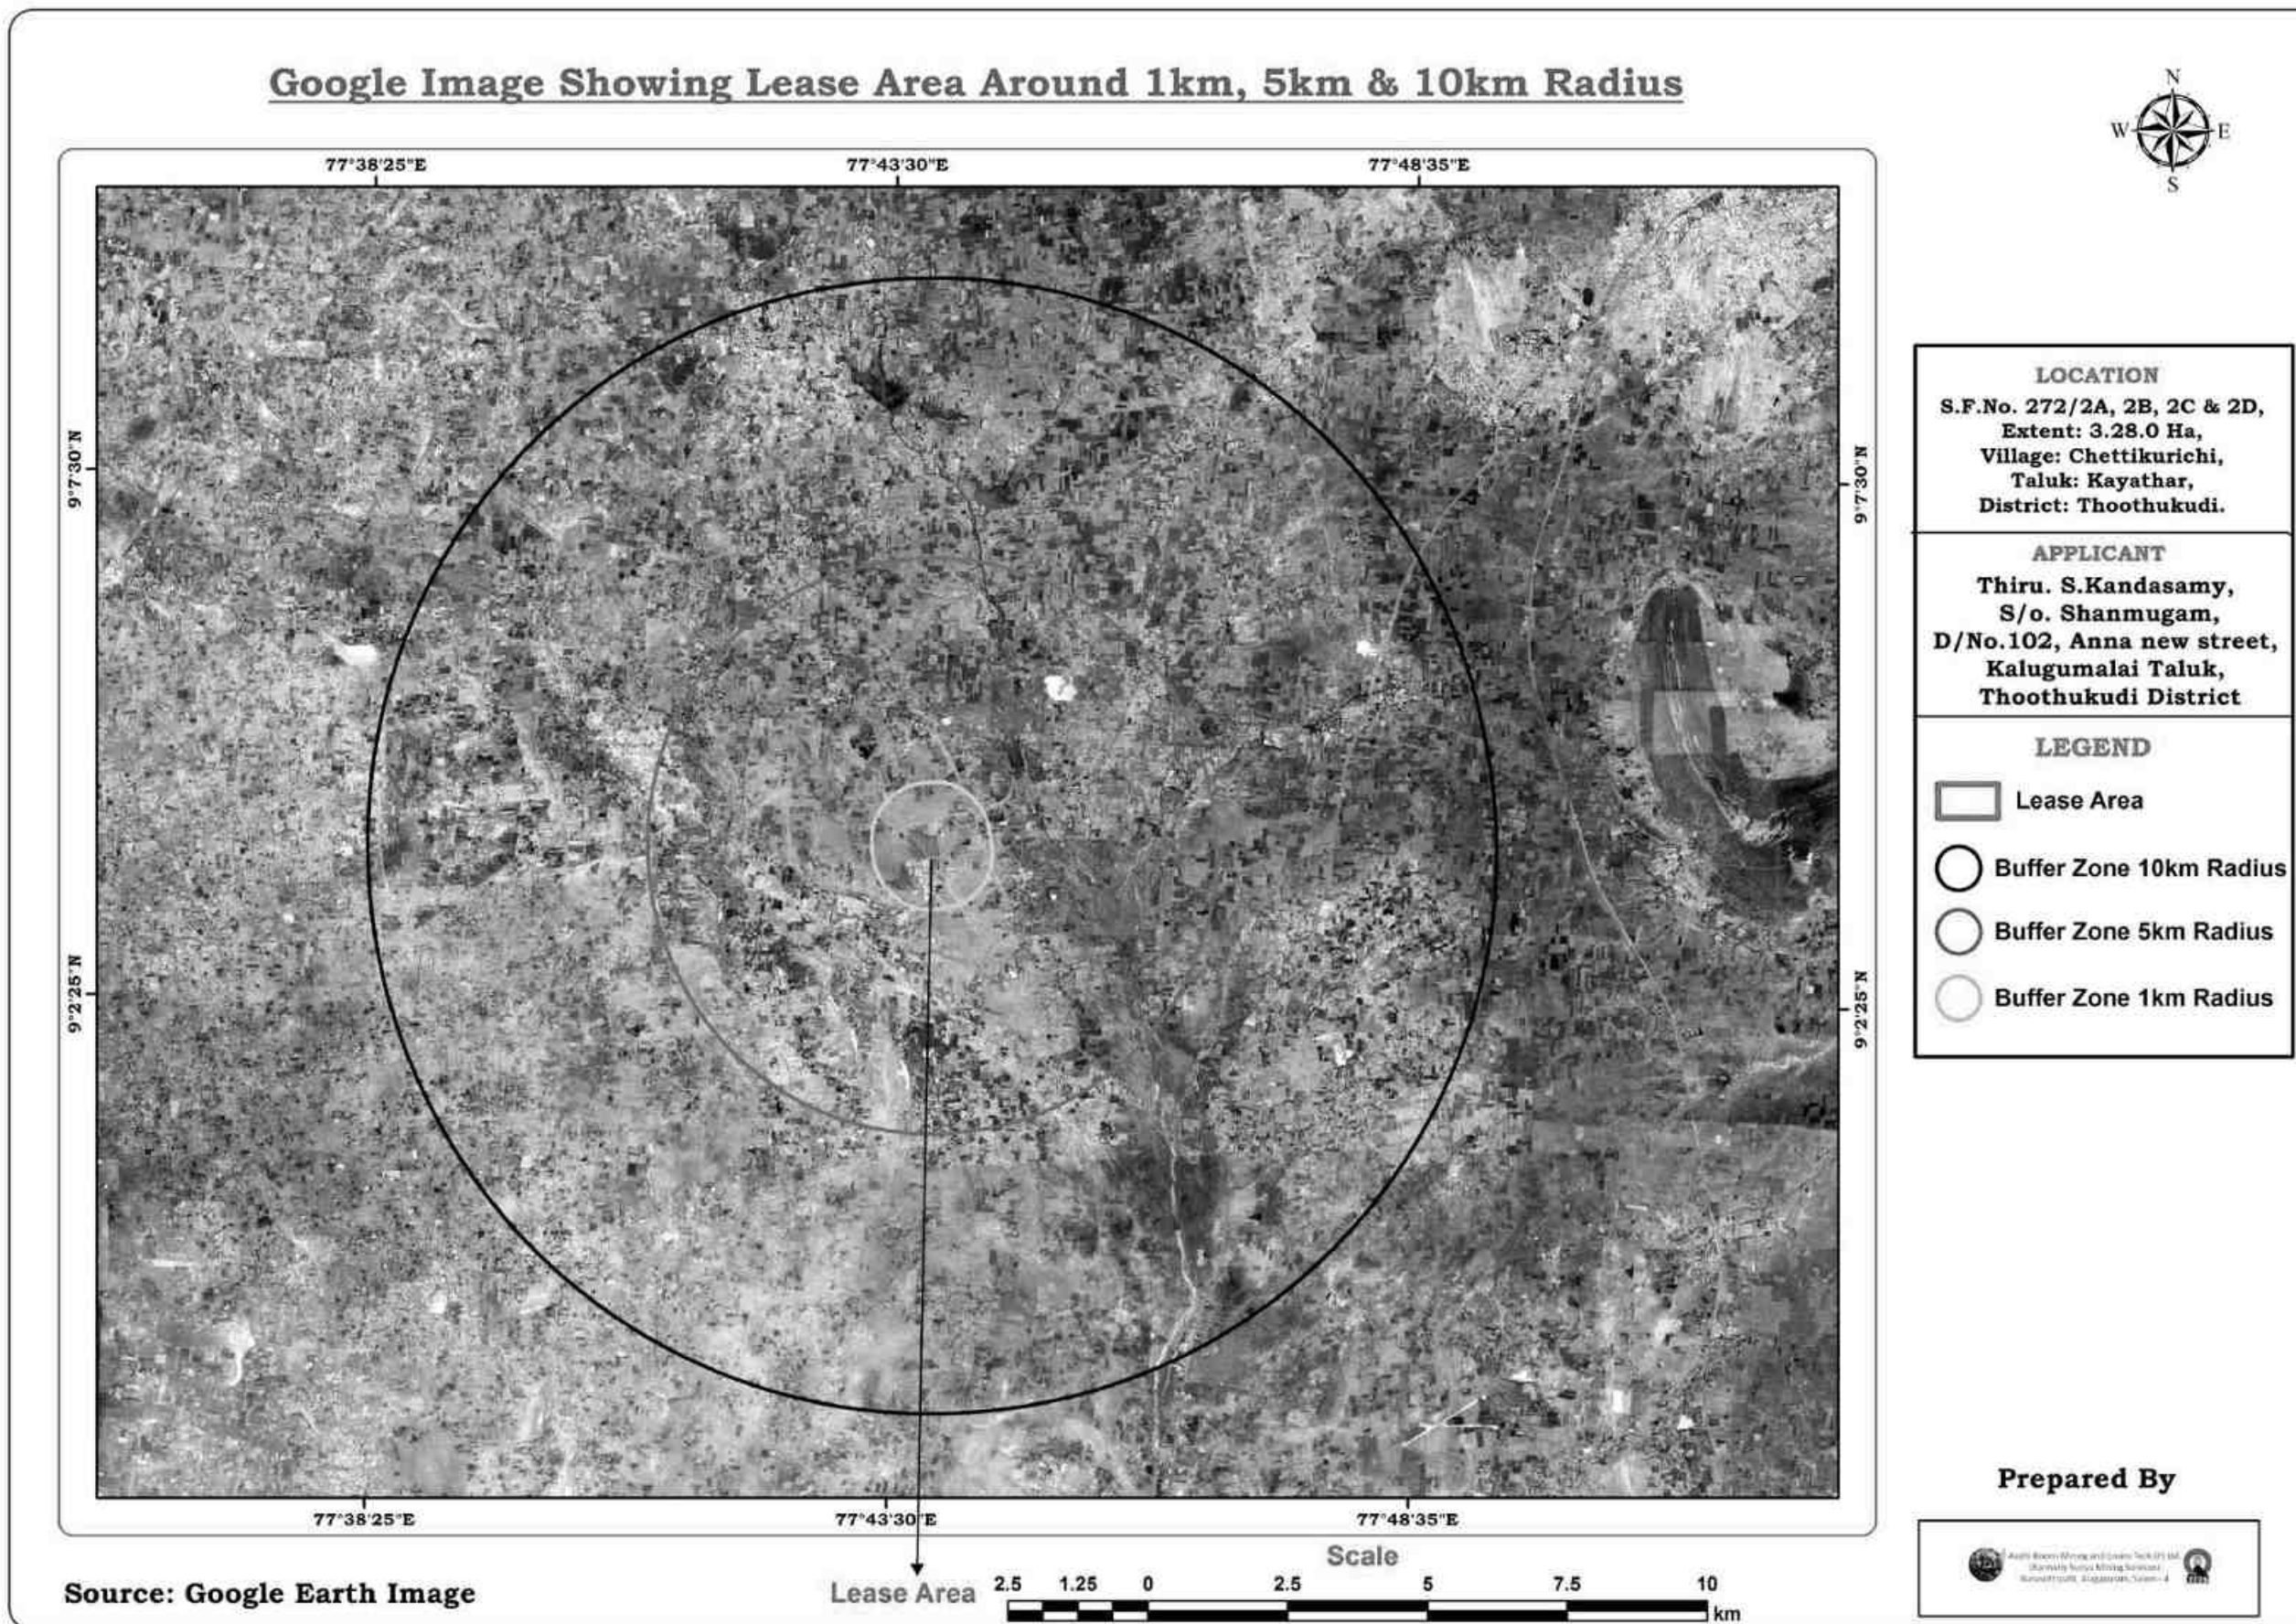 Google Image Showing Lease Area Around 1km, 5km & 10km Radius
N
W E
S
77°38'25"E 77°43'30"E 77°48'35"E
9°7'30"N 9°7'30"N
9°2'25"N 9°2'25"N
77°38'25"E 77°43'30"E 77°48'35"E
LOCATION
S.F.No. 272/2A, 2B, 2C & 2D,
Extent: 3.28.0 Ha,
Village: Chettikurichi,
Taluk: Kayathar,
District: Thoothukudi.
APPLICANT
Thiru. S.Kandasamy,
S/o. Shanmugam,
D/No.102, Anna new street,
Kalugumalai Taluk,
Thoothukudi District
LEGEND
Lease Area
Buffer Zone 10km Radius
Buffer Zone 5km Radius
Buffer Zone 1km Radius
Prepared By
Source: Google Earth Image
Lease Area
Scale
2.5 1.25 0 2.5 5 7.5 10
km